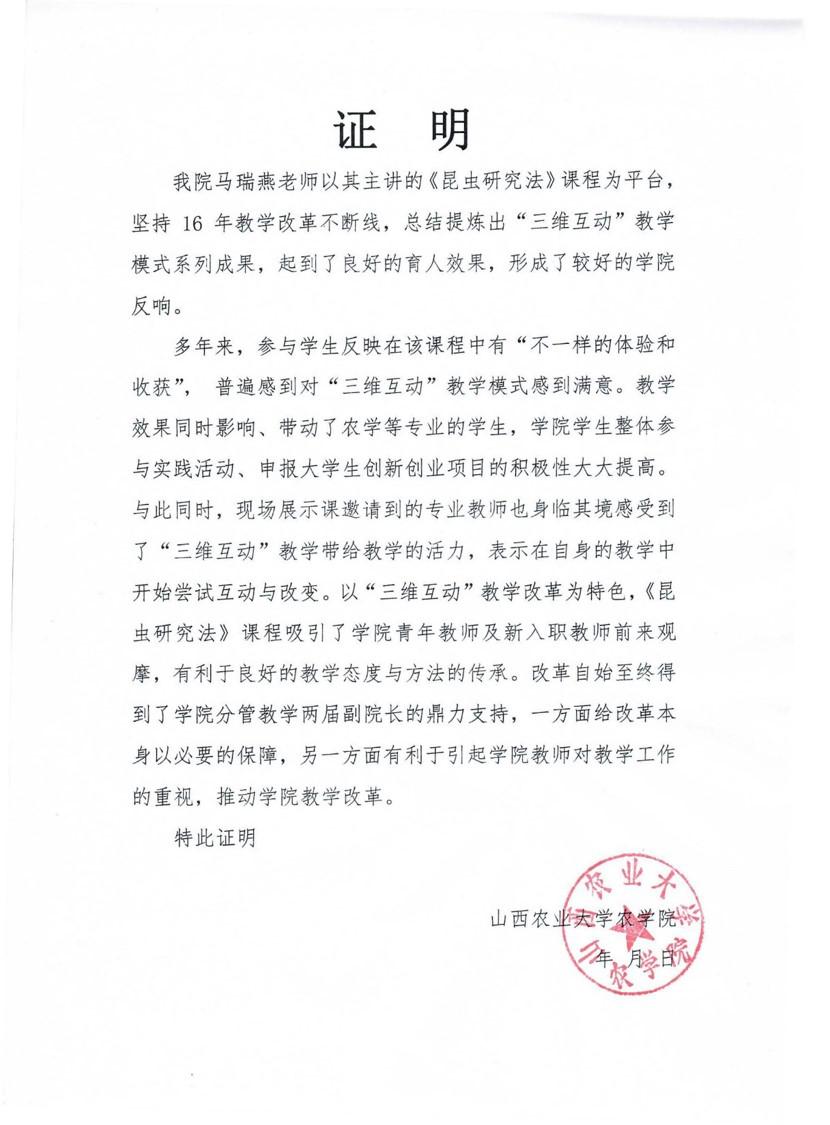 证 明
我院马瑞燕老师以其主讲的《昆虫研究法》课程为平台，
坚持 16 年教学改革不断线，总结提炼出“三维互动”教学
模式系列成果，起到了良好的育人效果，形成了较好的学院
反响。
多年来，参与学生反映在该课程中有“不一样的体验和
收获”， 普遍感到对“三维互动”教学模式感到满意。教学
效果同时影响、带动了农学等专业的学生，学院学生整体参
与实践活动、申报大学生创新创业项目的积极性大大提高。
与此同时，现场展示课邀请到的专业教师也身临其境感受到
了“三维互动”教学带给教学的活力，表示在自身的教学中
开始尝试互动与改变。以“三维互动”教学改革为特色，《昆
虫研究法》课程吸引了学院青年教师及新入职教师前来观
摩，有利于良好的教学态度与方法的传承。改革自始至终得
到了学院分管教学两届副院长的鼎力支持，一方面给改革本
身以必要的保障，另一方面有利于引起学院教师对教学工作
的重视，推动学院教学改革。
特此证明
山西农业大学农学院
年 月 日
山西农业大学
农学院